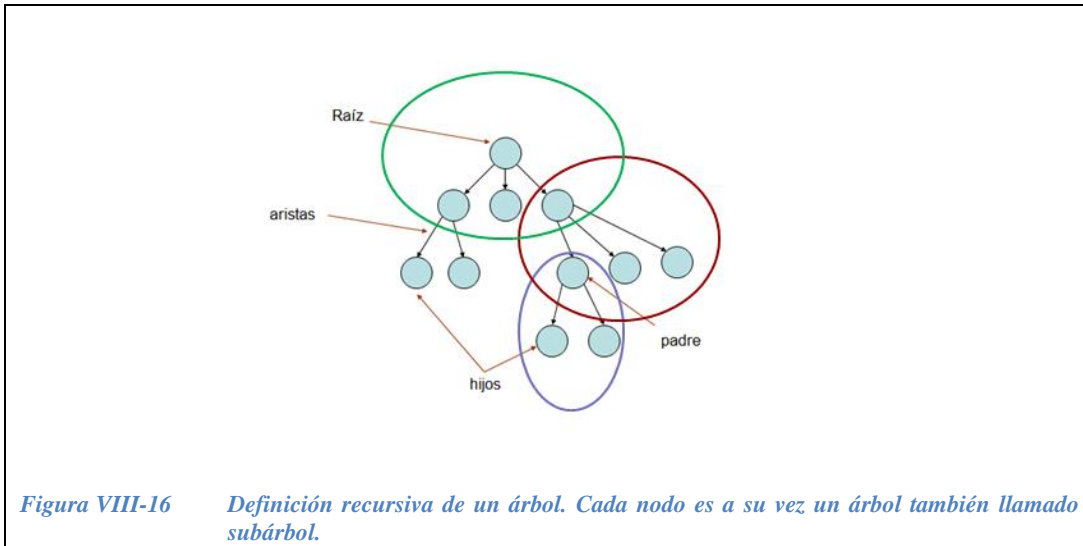 Raíz
aristas
padre
hijos
Figura VIII-16 Definición recursiva de un árbol. Cada nodo es a su vez un árbol también llamado
subárbol.